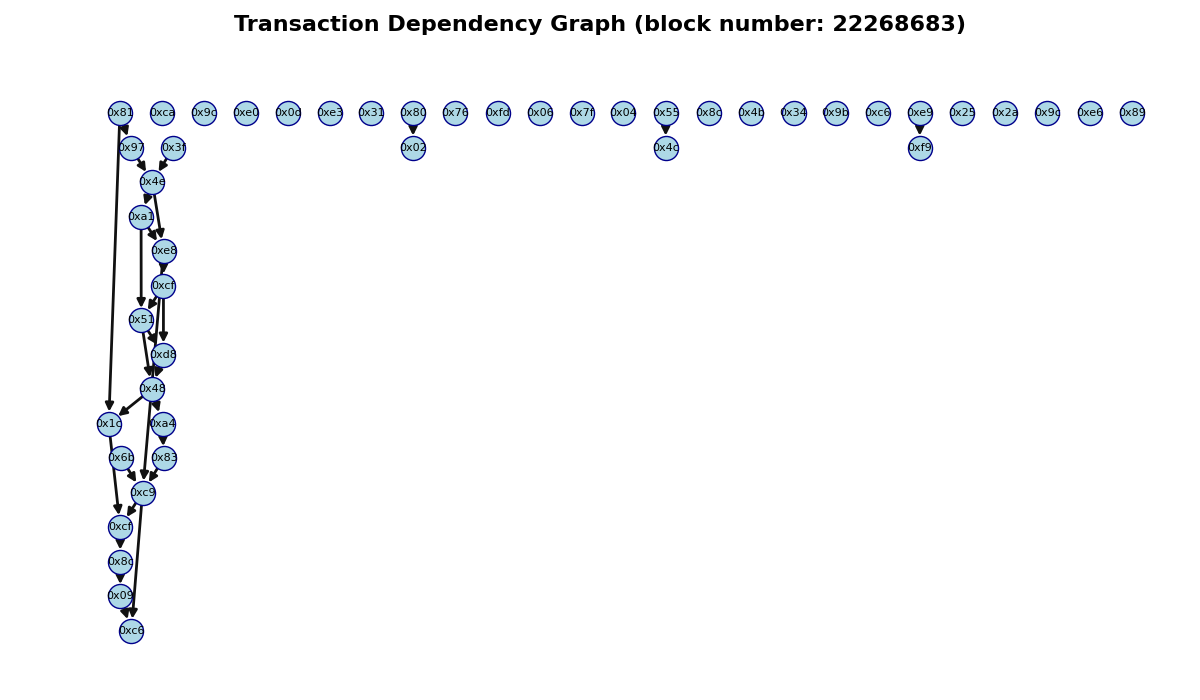 Transaction Dependency Graph (block number: 22268683)
0x81 0xca 0x9c 0xe0 0x0d 0xe3 0x31 0x80 0x76 0xfd 0x06 0x7f 0x04 0x55 0x8c 0x4b 0x34 0x9b 0xc6 0xe9 0x25 0x2a 0x9c 0xe6 0x89
0x97 0x3f 0x02 0x4c 0xf9
0x4e
0xa1
0xe8
0xcf
0x51
0xd8
0x48
0x1c 0xa4
0x6b 0x83
0xc9
0xcf
0x8c
0x09
0xc6